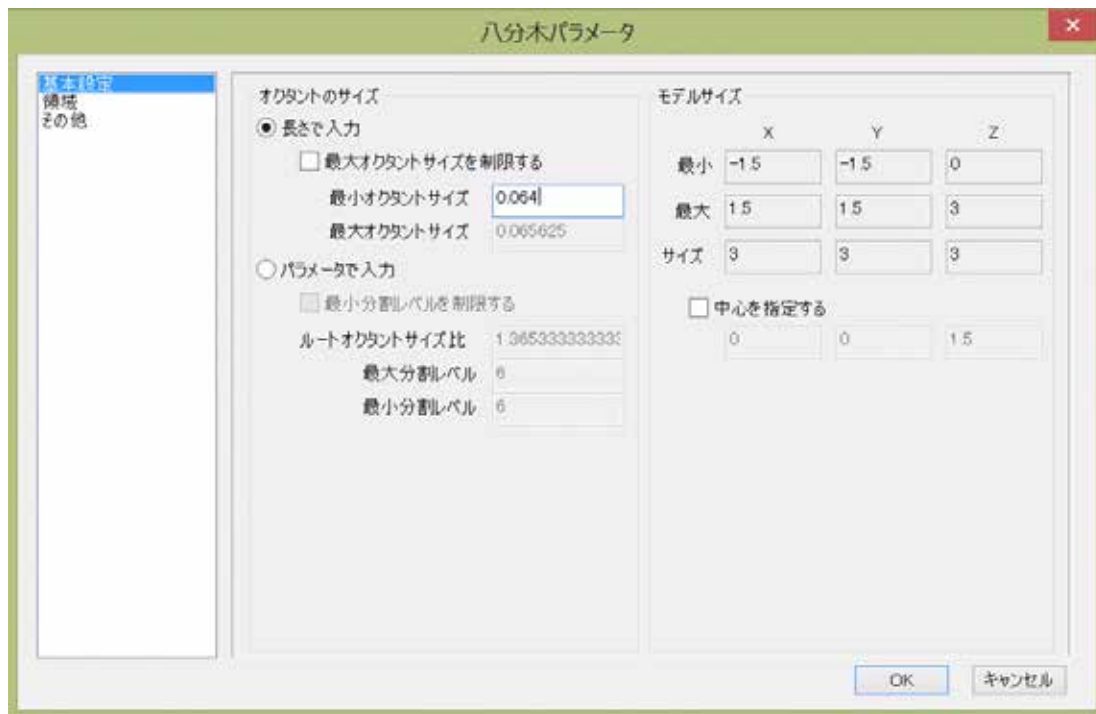 八分木パラメータ
基本設定
領域
その他
オクタントのサイズ
長さで入力
最大オクタントサイズを制限する
最小オクタントサイズ 0.064
最大オクタントサイズ 0.065625
パラメータで入力
最小分割レベルを制限する
ルートオクタントサイズ比 1.365333333333
最大分割レベル 6
最小分割レベル 6
モデルサイズ
X Y Z
最小 -1.5 -1.5 0
最大 1.5 1.5 3
サイズ 3 3 3
中心を指定する
0 0 1.5
OK キャンセル